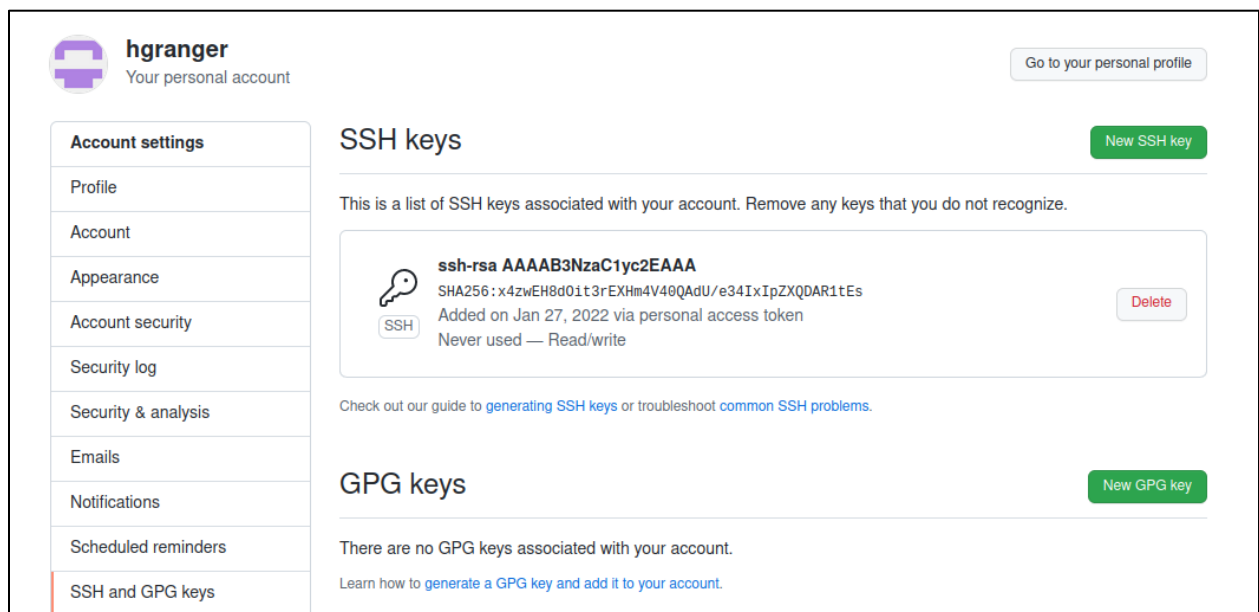 hgranger
Your personal account
Go to your personal profile
Account settings
Profile
Account
Appearance
Account security
Security log
Security & analysis
Emails
Notifications
Scheduled reminders
SSH and GPG keys
SSH keys
New SSH key
This is a list of SSH keys associated with your account. Remove any keys that you do not recognize.
ssh-rsa AAAAB3NzaC1yc2EAAA
SHA256:x4zwEH8dOit3rEXHm4V40QAdU/e34IxIpZXQDAR1tEs
Added on Jan 27, 2022 via personal access token
Never used — Read/write
SSH
Delete
Check out our guide to generating SSH keys or troubleshoot common SSH problems.
GPG keys
New GPG key
There are no GPG keys associated with your account.
Learn how to generate a GPG key and add it to your account.